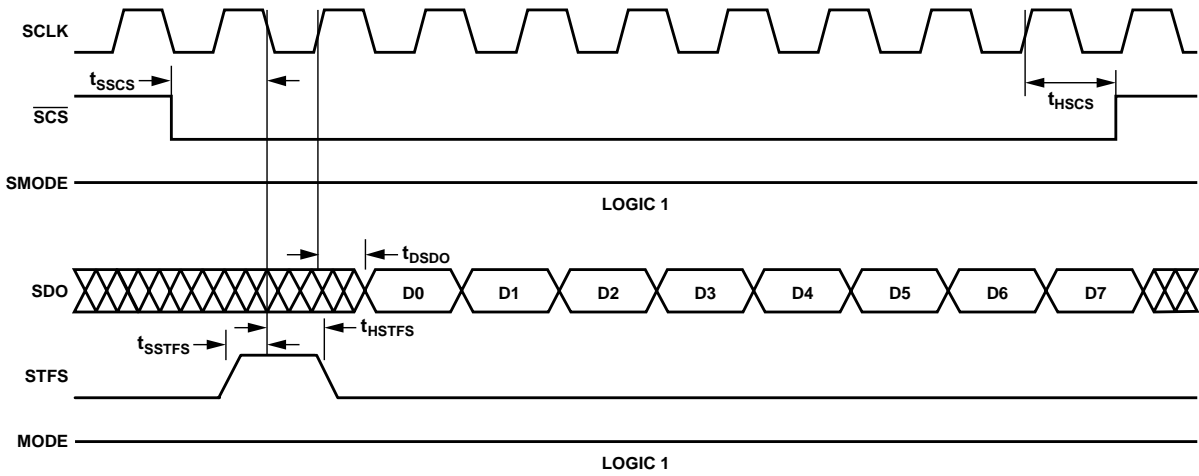 SCLK
tSSCS
tHSCS
SCS
SMODE
LOGIC 1
tDSDO
SDO
D0 D1 D2 D3 D4 D5 D6 D7
tHSTFS
tSSTFS
STFS
MODE
LOGIC 1